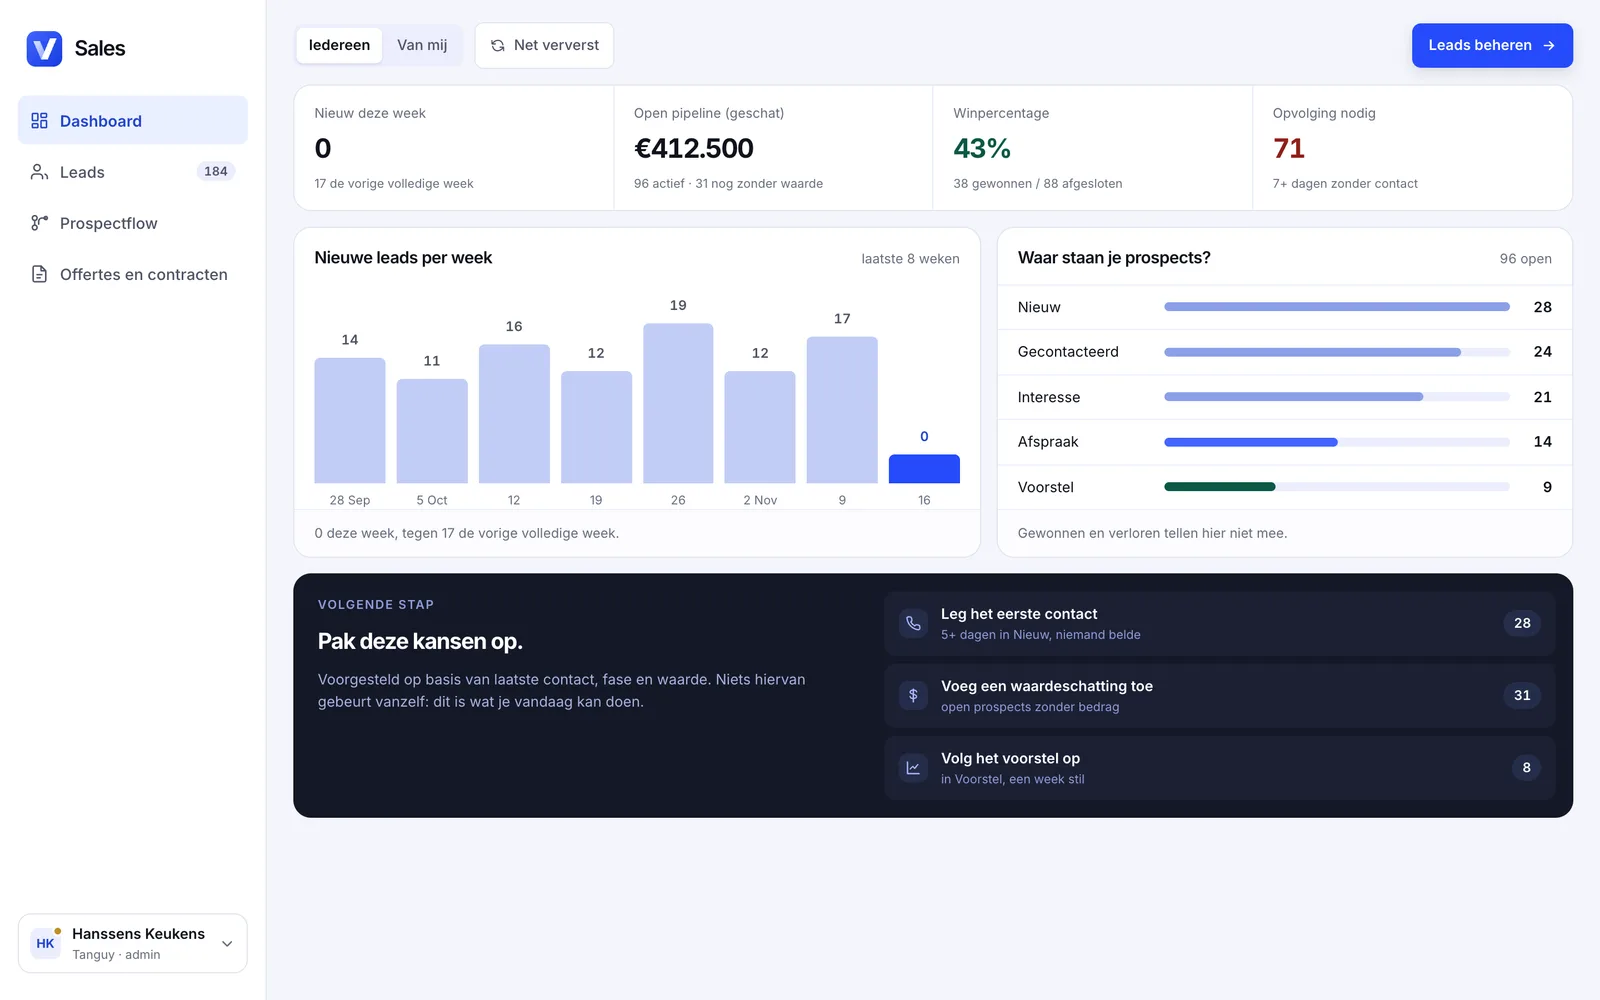 Sales
Dashboard
Leads 184
Prospectflow
Offertes en contracten
HK
Hanssens Keukens
Tanguy · admin
Iedereen
Van mij
Net ververst
Leads beheren
Nieuw deze week
0
17 de vorige volledige week
Open pipeline (geschat)
€412.500
96 actief · 31 nog zonder waarde
Winpercentage
43%
38 gewonnen / 88 afgesloten
Opvolging nodig
71
7+ dagen zonder contact
Nieuwe leads per week
laatste 8 weken
14
11
16
12
19
12
17
0
28 Sep
5 Oct
12
19
26
2 Nov
9
16
0 deze week, tegen 17 de vorige volledige week.
Waar staan je prospects?
96 open
Nieuw 28
Gecontacteerd 24
Interesse 21
Afspraak 14
Voorstel 9
Gewonnen en verloren tellen hier niet mee.
VOLGENDE STAP
Pak deze kansen op.
Voorgesteld op basis van laatste contact, fase en waarde. Niets hiervan
gebeurt vanzelf: dit is wat je vandaag kan doen.
Leg het eerste contact
5+ dagen in Nieuw, niemand belde
28
Voeg een waardeschatting toe
open prospects zonder bedrag
31
Volg het voorstel op
in Voorstel, een week stil
8